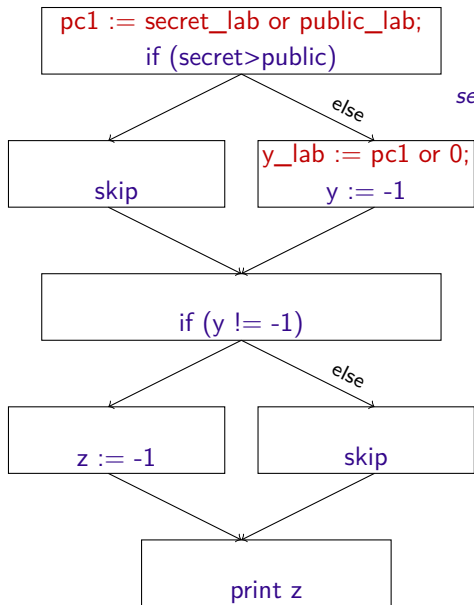 pc1 := secret_lab or public_lab;
if (secret>public)
se
else
y_lab := pc1 or 0;
skip
y := -1
if (y != -1)
else
z := -1
skip
print z